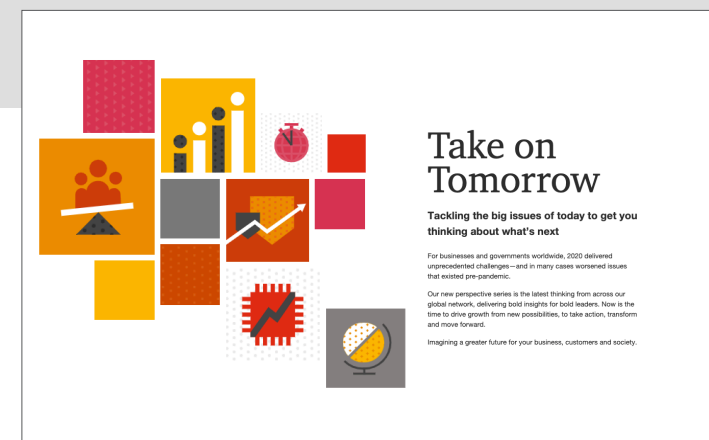 Take on
Tomorrow
Tackling the big issues of today to get you
thinking about what's next
For businesses and governments worldwide, 2020 delivered
unprecedented challenges—and in many cases worsened issues
that existed pre-pandemic.
Our new perspective series is the latest thinking from across our
global network, delivering bold insights for bold leaders. Now is the
time to drive growth from new possibilities, to take action, transform
and move forward.
Imagining a greater future for your business, customers and society.